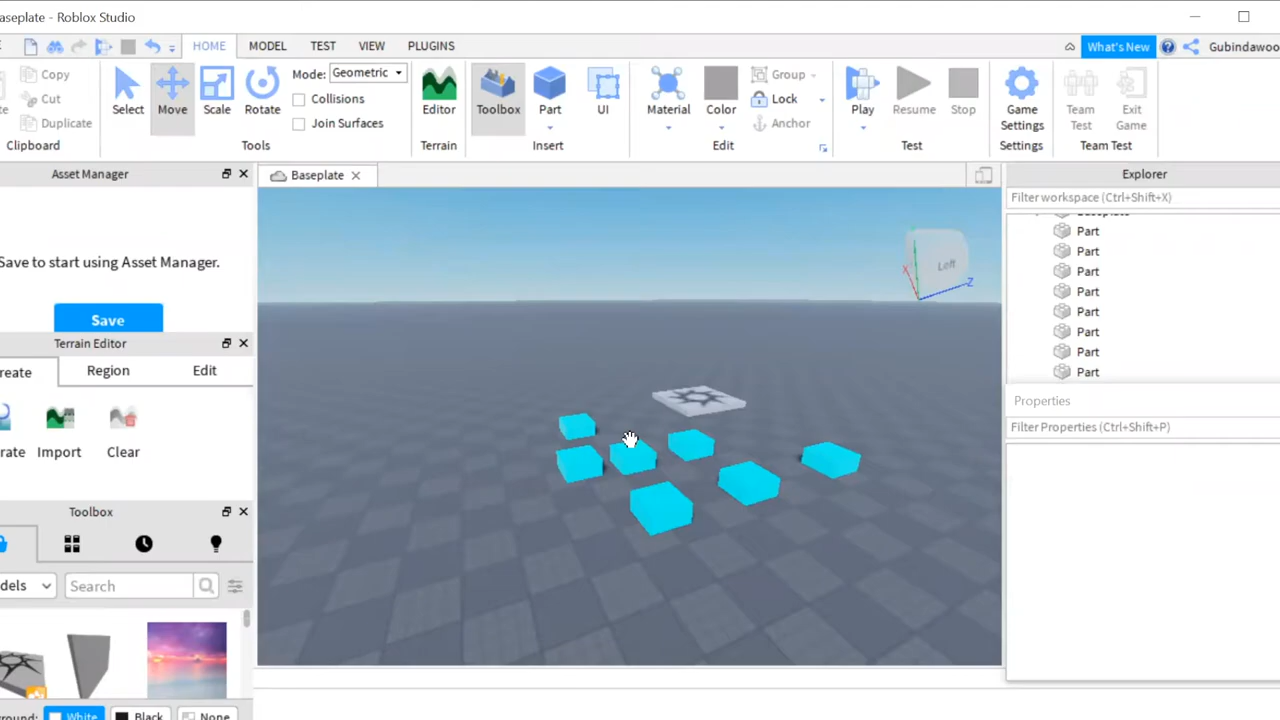 aseplate - Roblox Studio
HOME MODEL TEST VIEW PLUGINS What's New Gubindawoo
Copy
Cut
Duplicate
Clipboard
Select Move Scale Rotate
Mode: Geometric
Collisions
Join Surfaces
Tools
Editor
Terrain
Toolbox Part UI
Insert
Material Color
Group
Lock
Anchor
Edit
Play Resume Stop
Test
Game
Settings
Settings
Team
Test
Exit
Game
Team Test
Asset Manager
Save to start using Asset Manager.
Save
Terrain Editor
reate Region Edit
rate Import Clear
Toolbox
dels Search
round: White Black None
Baseplate
Left
X
Z
Explorer
Filter workspace (Ctrl+Shift+X)
Baseplate
Part
Part
Part
Part
Part
Part
Part
Part
Properties
Filter Properties (Ctrl+Shift+P)